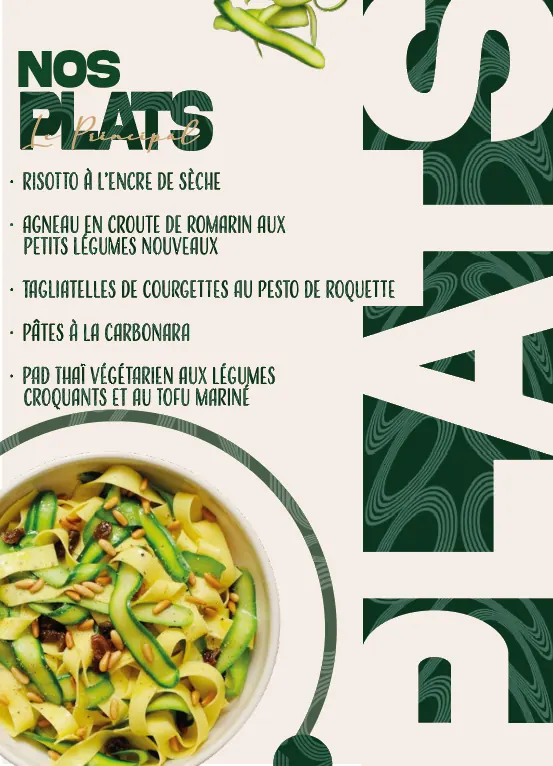 NOS
PLATS
Le Principal
· RISOTTO À L'ENCRE DE SÈCHE
· AGNEAU EN CROUTE DE ROMARIN AUX
PETITS LÉGUMES NOUVEAUX
· TAGLIATELLES DE COURGETTES AU PESTO DE ROQUETTE
· PÂTES À LA CARBONARA
· PAD THAÏ VÉGÉTARIEN AUX LÉGUMES
CROQUANTS ET AU TOFU MARINÉ
PLATS